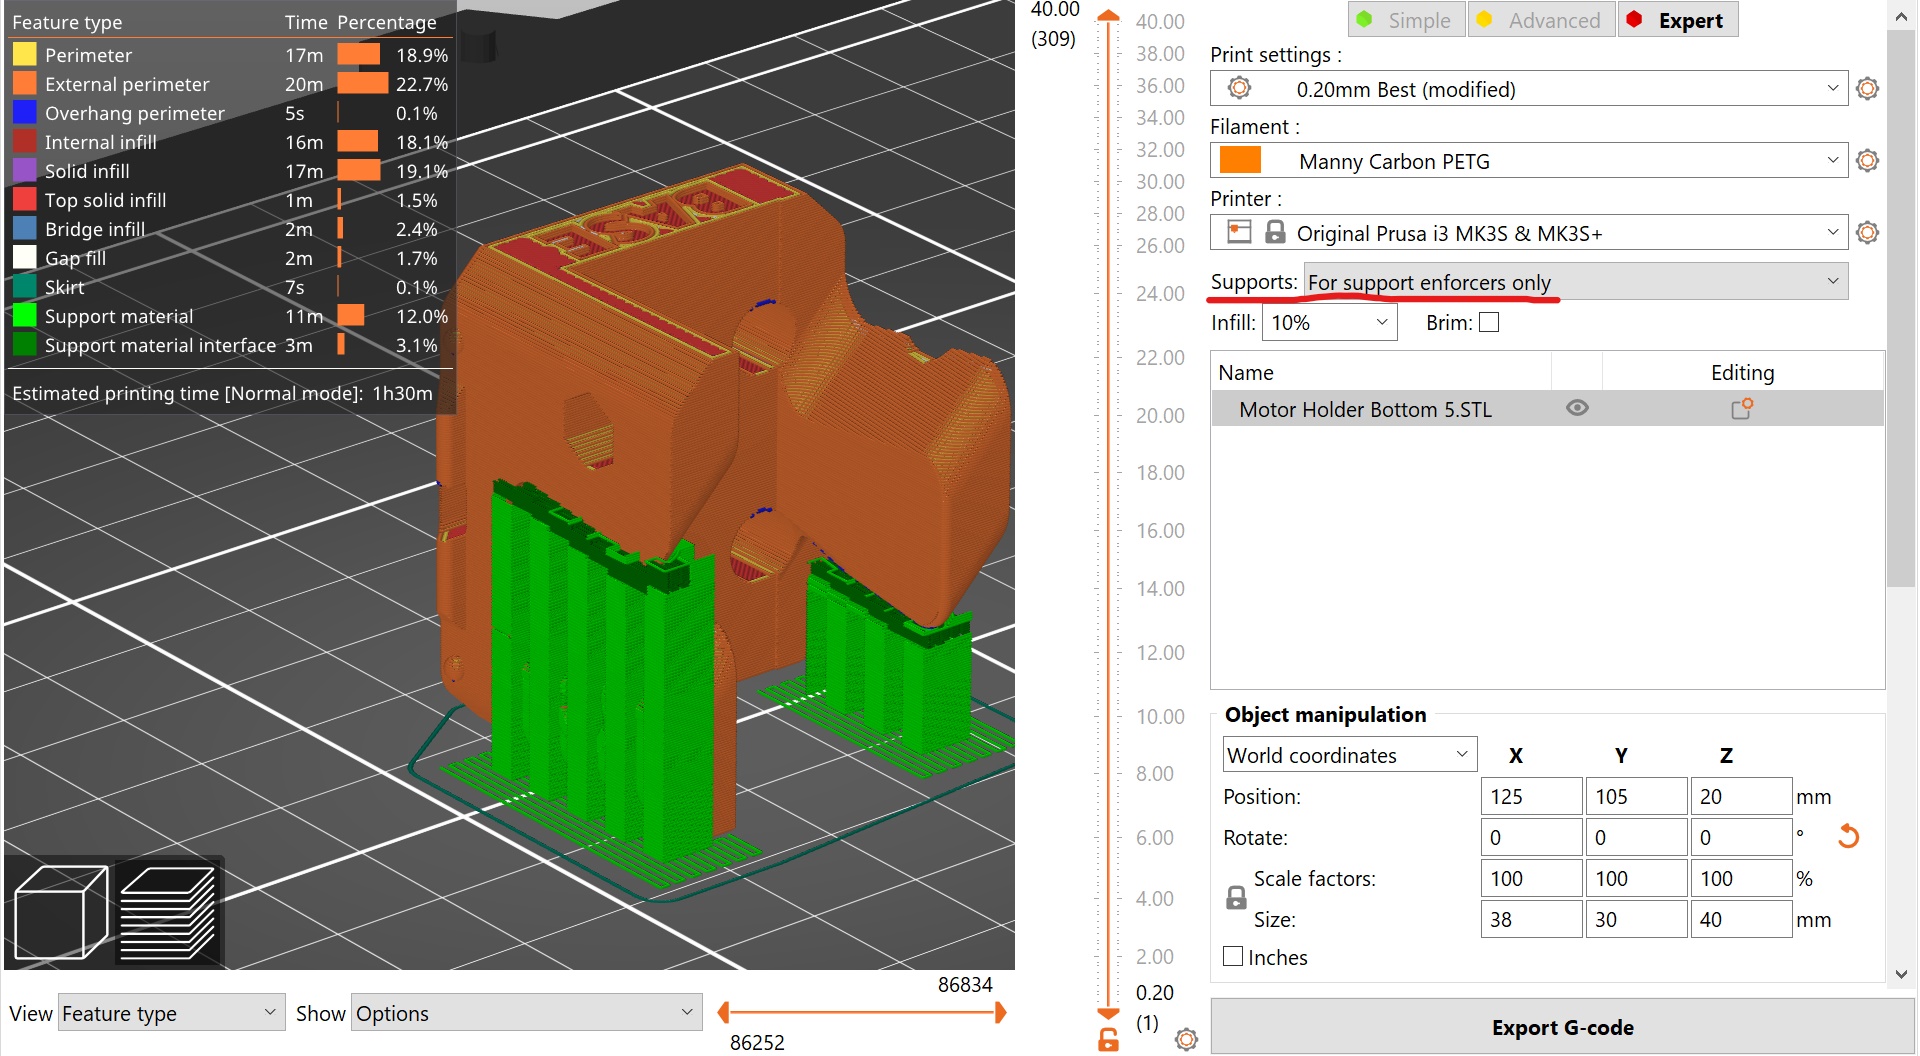 Feature type Time Percentage
Perimeter 17m 18.9%
External perimeter 20m 22.7%
Overhang perimeter 5s 0.1%
Internal infill 16m 18.1%
Solid infill 17m 19.1%
Top solid infill 1m 1.5%
Bridge infill 2m 2.4%
Gap fill 2m 1.7%
Skirt 7s 0.1%
Support material 11m 12.0%
Support material interface 3m 3.1%
Estimated printing time [Normal mode]: 1h30m
View Feature type Show Options
86834
86252
40.00
(309)
40.00
38.00
36.00
34.00
32.00
30.00
28.00
26.00
24.00
22.00
20.00
18.00
16.00
14.00
12.00
10.00
8.00
6.00
4.00
2.00
0.20
(1)
Simple Advanced Expert
Print settings :
0.20mm Best (modified)
Filament :
Manny Carbon PETG
Printer :
Original Prusa i3 MK3S & MK3S+
Supports: For support enforcers only
Infill: 10% Brim:
Name Editing
Motor Holder Bottom 5.STL
Object manipulation
World coordinates X Y Z
Position: 125 105 20 mm
Rotate: 0 0 0 °
Scale factors: 100 100 100 %
Size: 38 30 40 mm
Inches
Export G-code